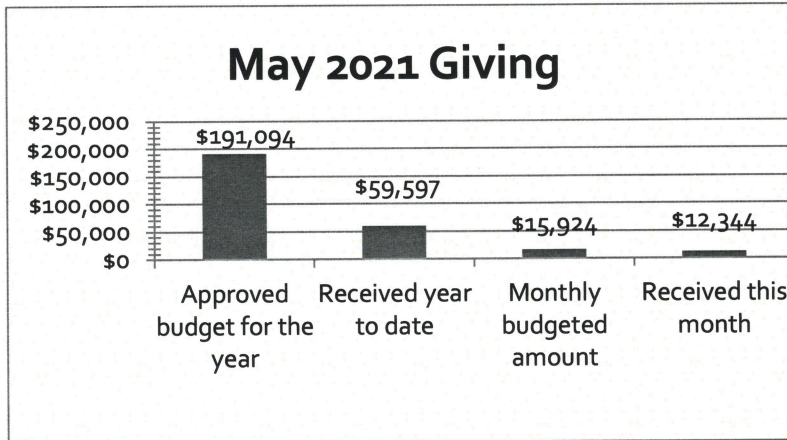 May 2021 Giving
$250,000
$200,000
$150,000
$100,000
$50,000
$0
$191,094
$59,597
$15,924
$12,344
Approved
budget for the
year
Received year
to date
Monthly
budgeted
amount
Received this
month